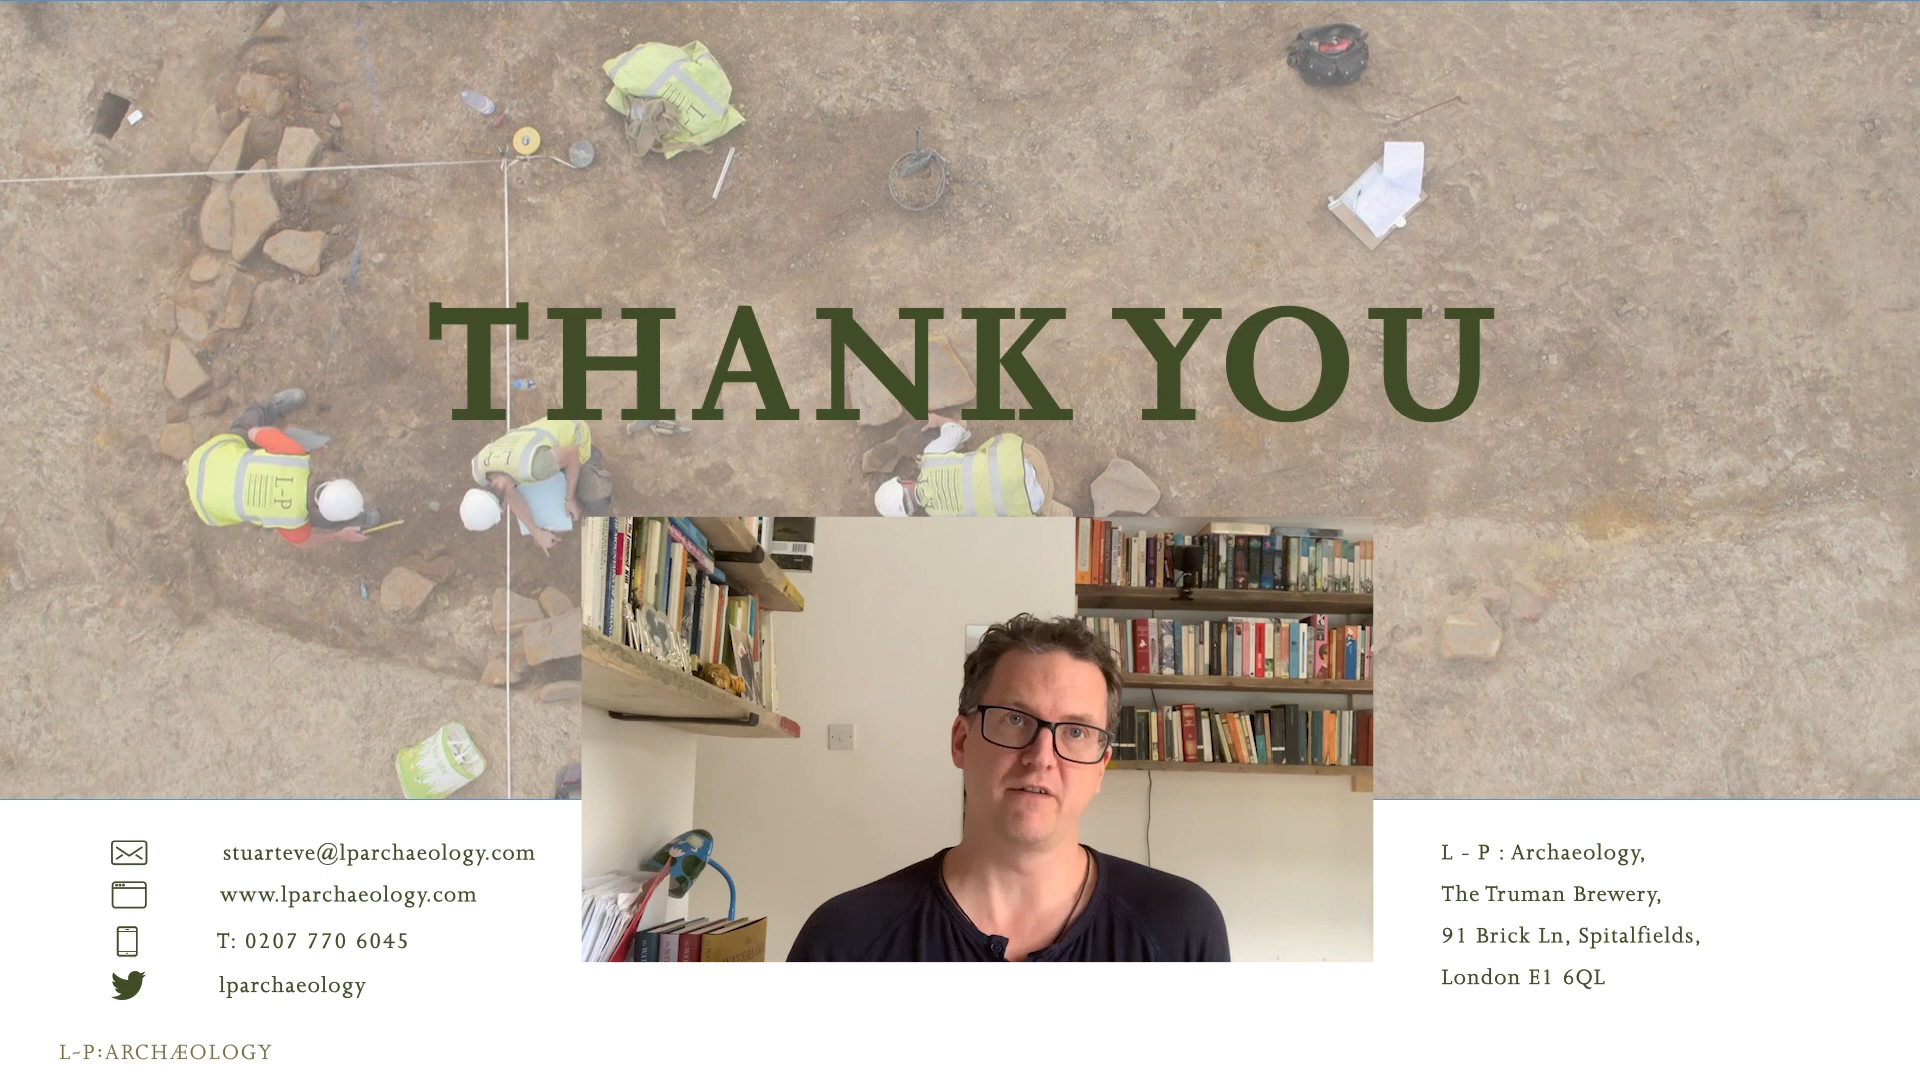 THANK YOU
stuarteve@lparchaeology.com
www.lparchaeology.com
T: 0207 770 6045
lparchaeology
L - P : Archaeology,
The Truman Brewery,
91 Brick Ln, Spitalfields,
London E1 6QL
L~P:ARCHÆOLOGY
L-P
L-P